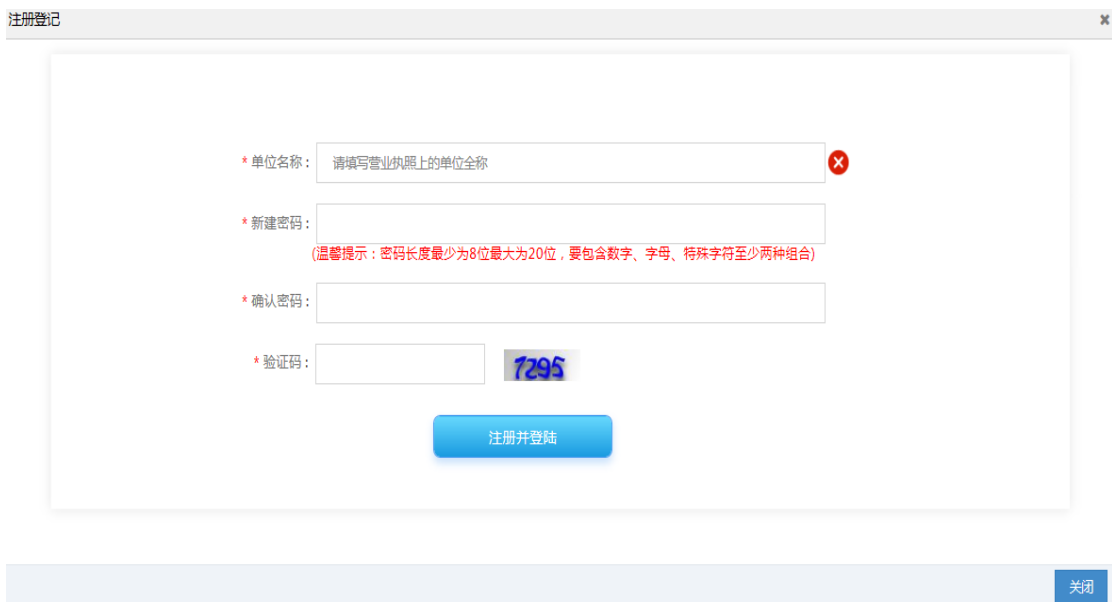 注册登记
* 单位名称： 请填写营业执照上的单位全称
* 新建密码：
(温馨提示：密码长度最少为8位最大为20位，要包含数字、字母、特殊字符至少两种组合)
* 确认密码：
* 验证码： 7295
注册并登陆
关闭